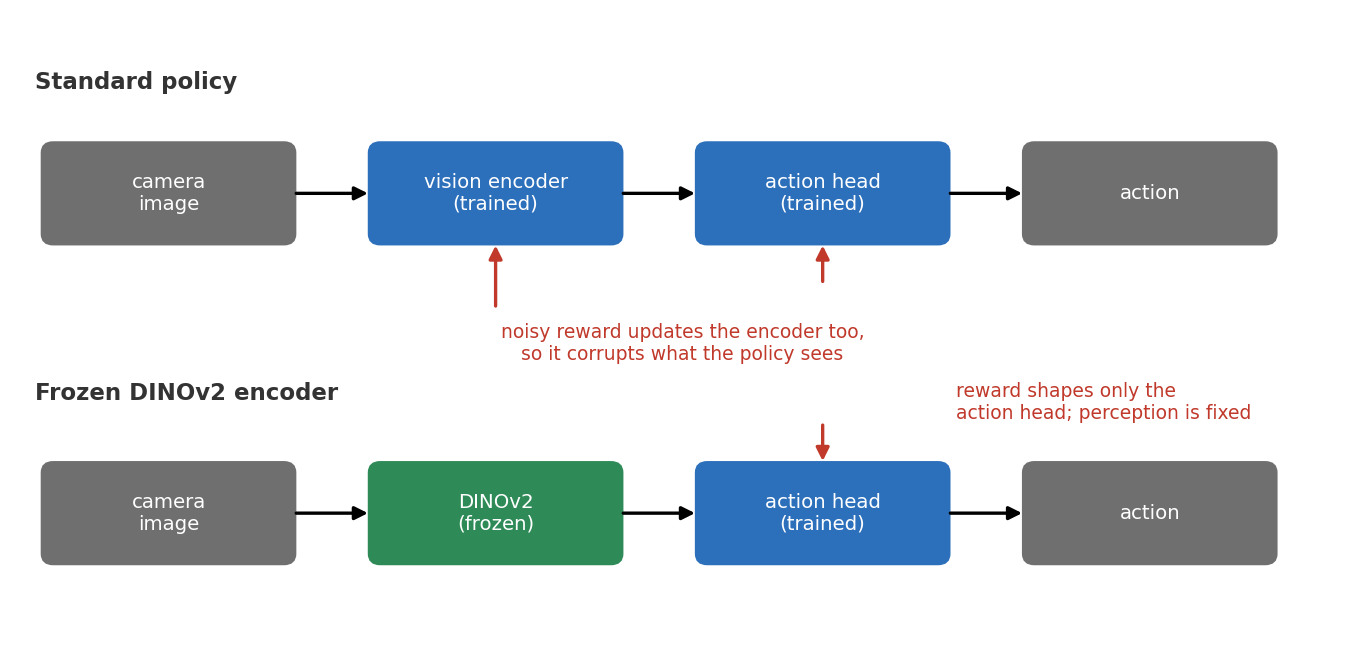 Standard policy
camera
image
vision encoder
(trained)
action head
(trained)
action
noisy reward updates the encoder too,
so it corrupts what the policy sees
Frozen DINOv2 encoder
reward shapes only the
action head; perception is fixed
camera
image
DINOv2
(frozen)
action head
(trained)
action